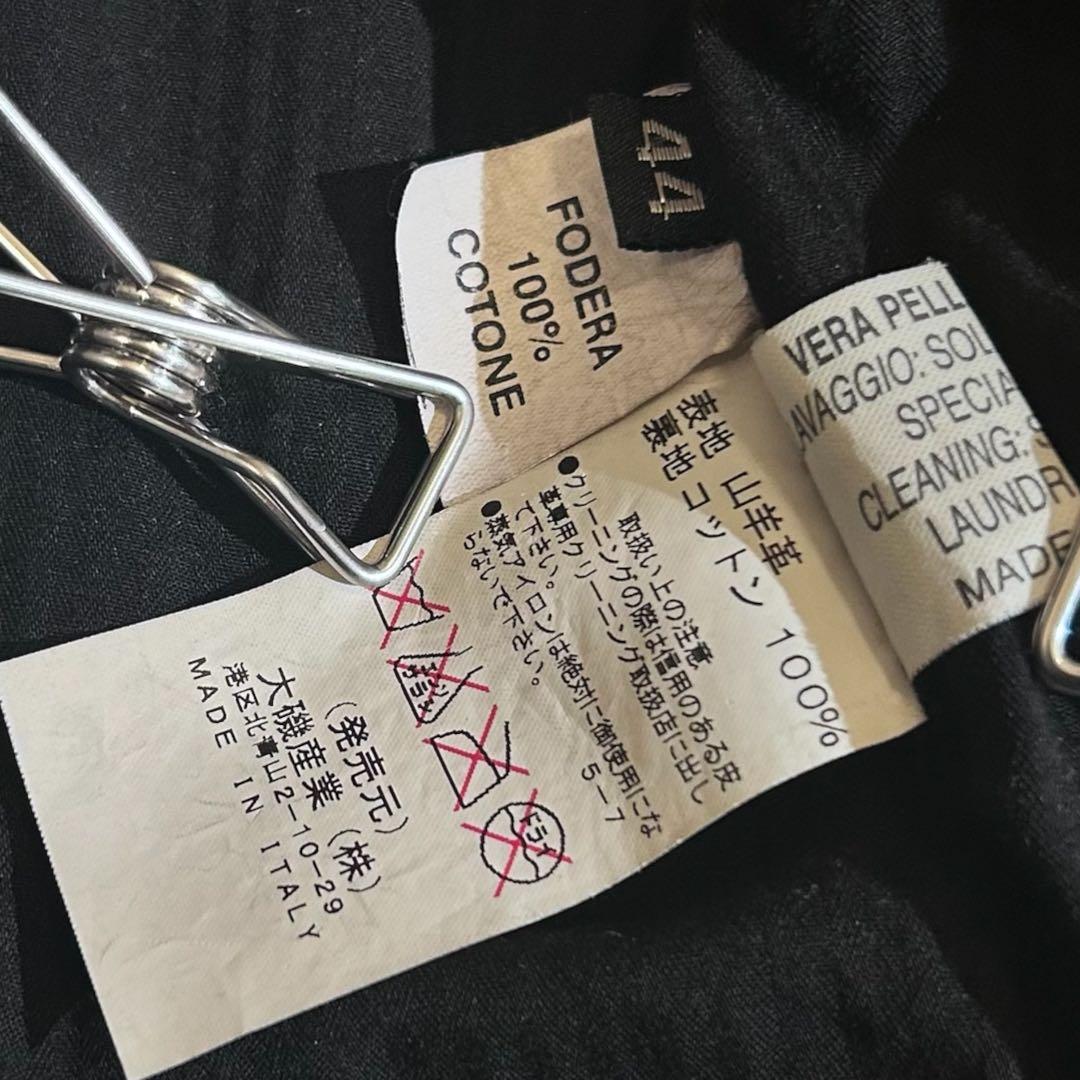 44
FODERA
100%
COTONE
VERA PELL
AVAGGIO: SOL
SPECIA
CLEANING: S
LAUNDR
MADE
表地 山羊革
裏地 コットン 100%
取扱い上の注意
●クリーニングの際は信用のある皮
革専用クリーニング取扱店に出し
て下さい。
●蒸気アイロンは絶対に御使用にな
らないで下さい。
5-7
ドライ
(発売元)
大磯産業(株)
港区北青山2-10-29
MADE IN ITALY